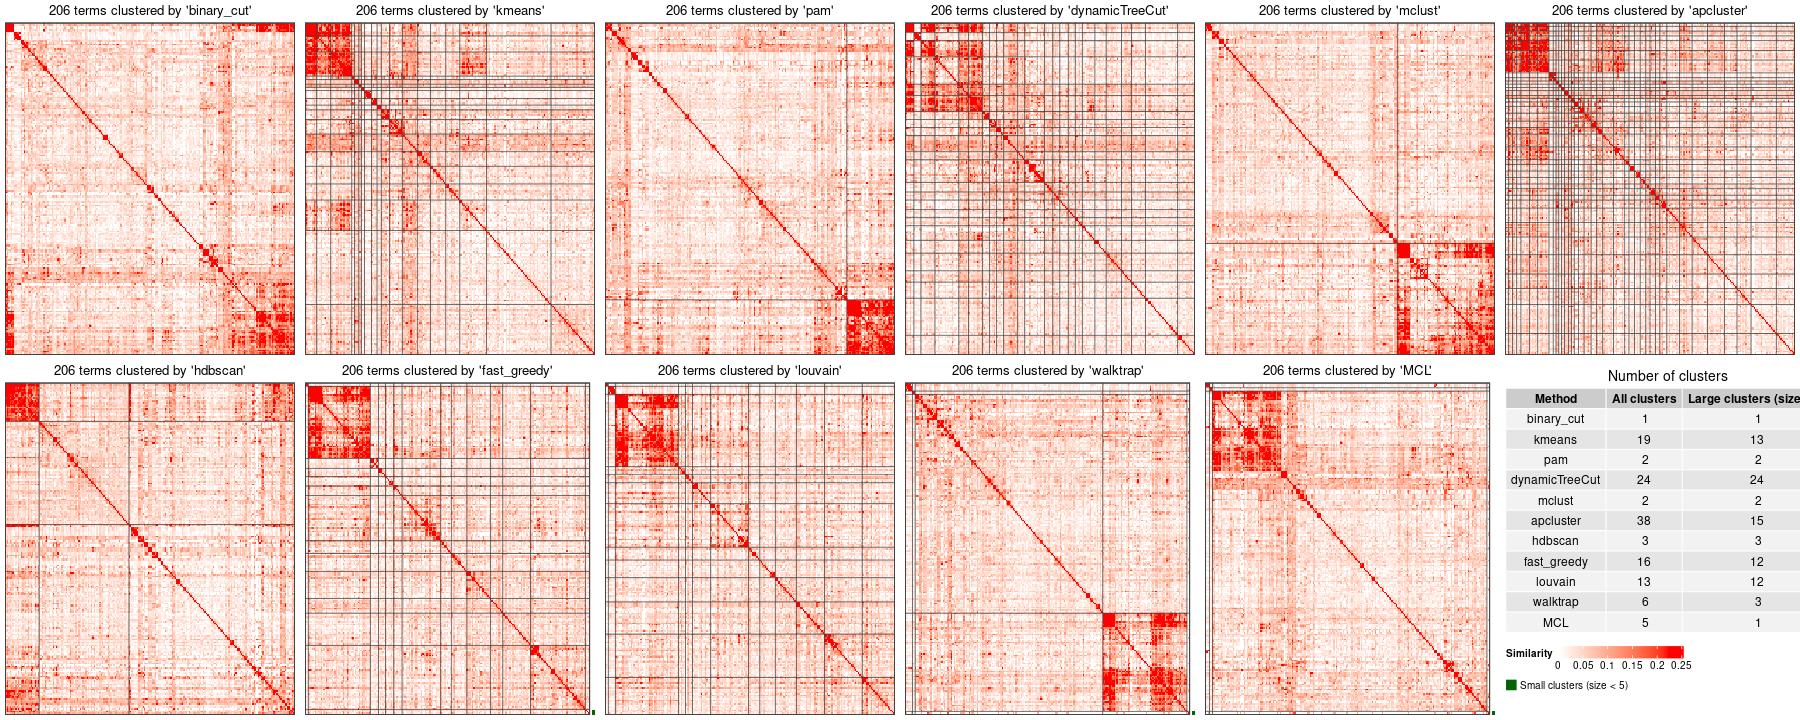 206 terms clustered by 'binary_cut'
206 terms clustered by 'kmeans'
206 terms clustered by 'pam'
206 terms clustered by 'dynamicTreeCut'
206 terms clustered by 'mclust'
206 terms clustered by 'apcluster'
206 terms clustered by 'hdbscan'
206 terms clustered by 'fast_greedy'
206 terms clustered by 'louvain'
206 terms clustered by 'walktrap'
206 terms clustered by 'MCL'
Number of clusters
Method All clusters Large clusters (size
binary_cut 1 1
kmeans 19 13
pam 2 2
dynamicTreeCut 24 24
mclust 2 2
apcluster 38 15
hdbscan 3 3
fast_greedy 16 12
louvain 13 12
walktrap 6 3
MCL 5 1
Similarity
0 0.05 0.1 0.15 0.2 0.25
Small clusters (size < 5)